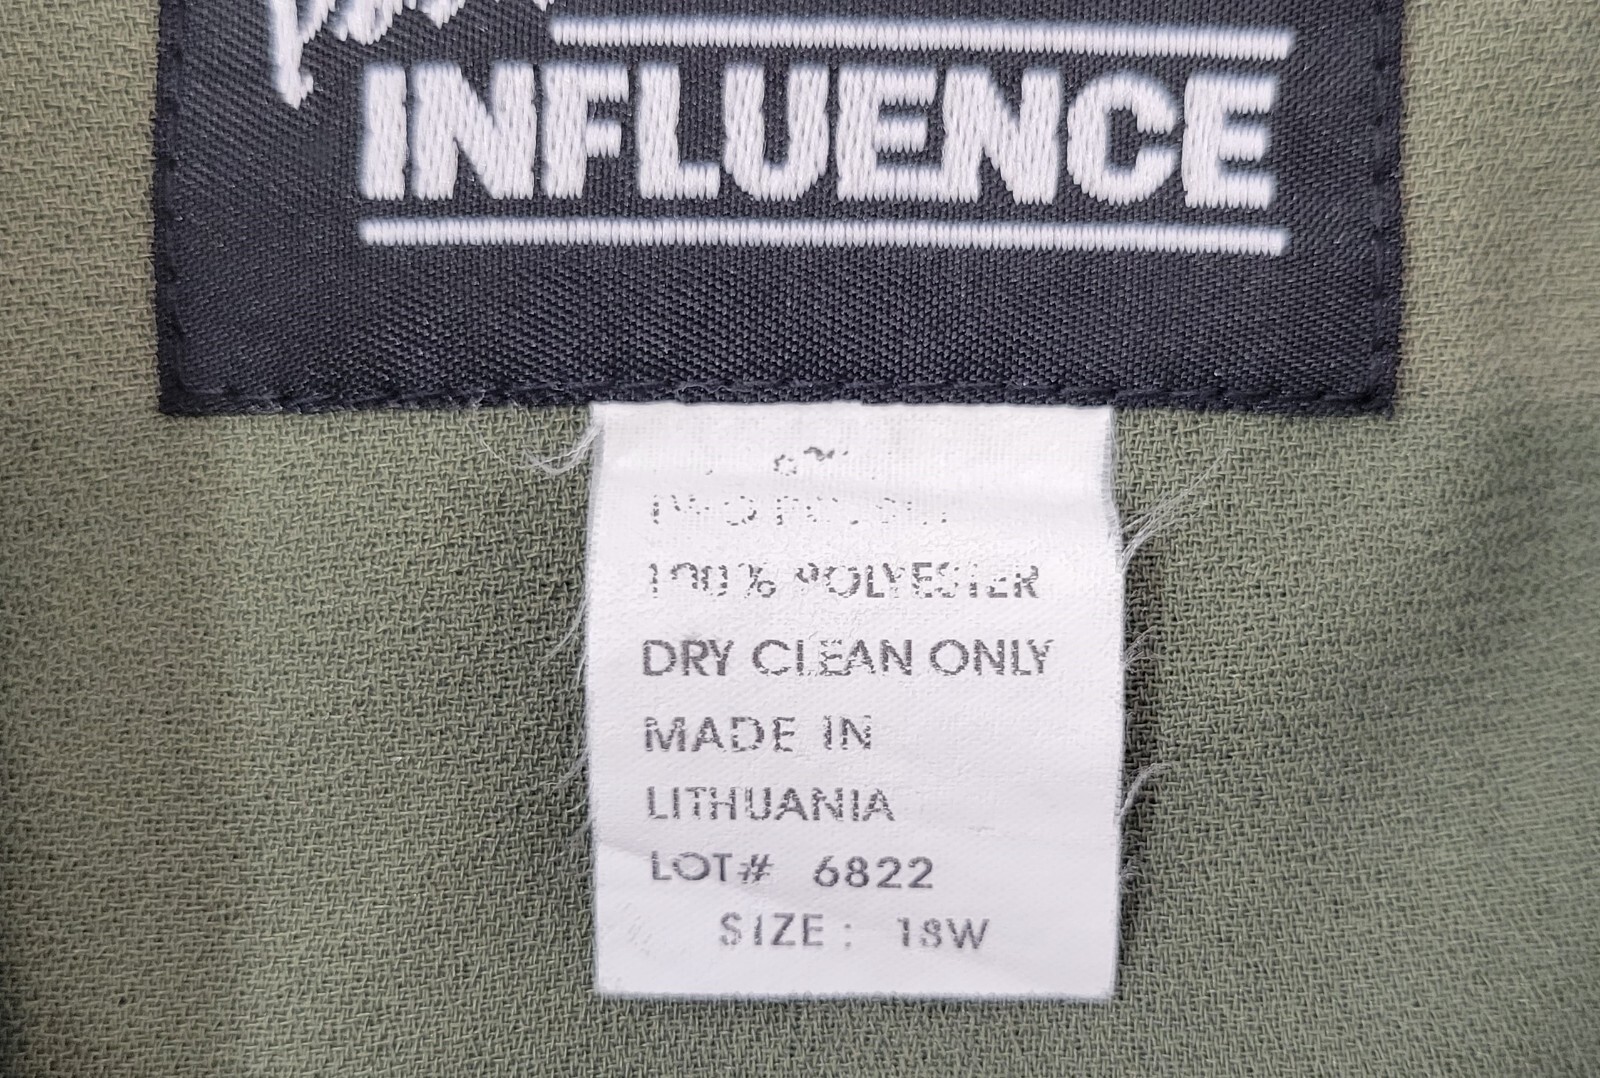 INFLUENCE
100% POLYESTER
DRY CLEAN ONLY
MADE IN
LITHUANIA
LOT# 6822
SIZE: 18W